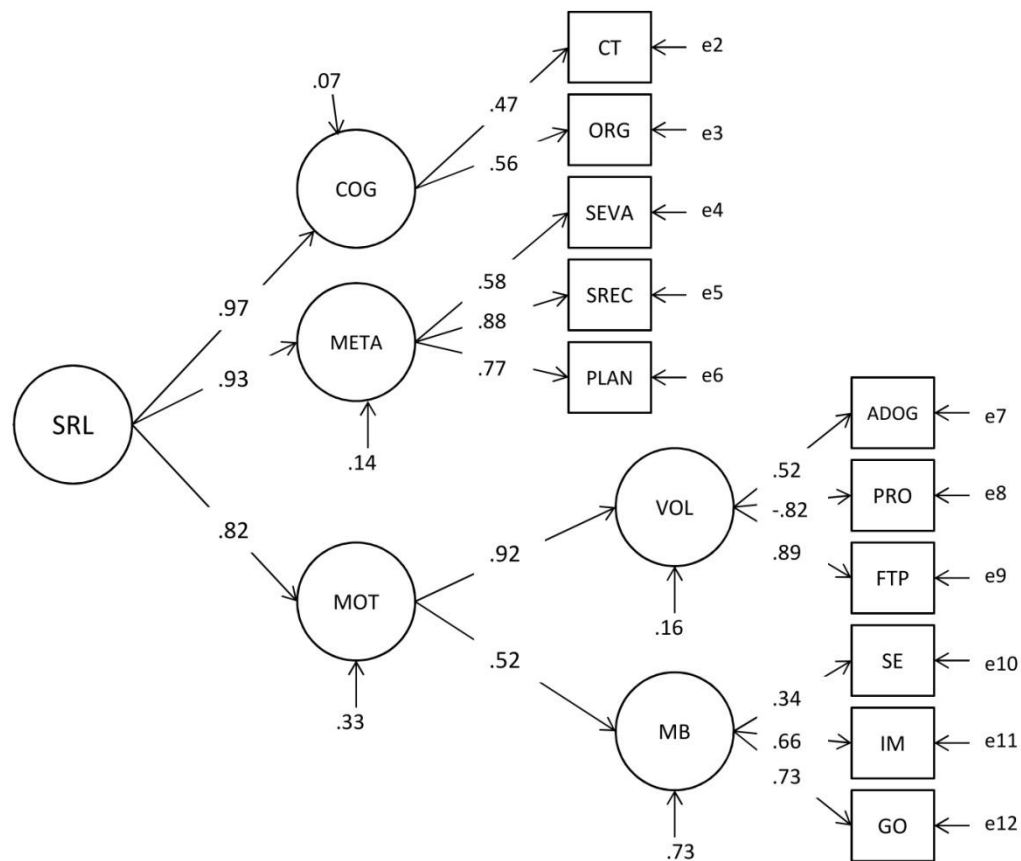 CT
e2
.07
.47
ORG
e3
.56
COG
SEVA
e4
.58
SREC
e5
.97
.88
META
.93
.77
PLAN
e6
SRL
ADOG
e7
.14
.52
PRO
e8
VOL
-.82
.82
.92
.89
FTP
e9
MOT
.16
.52
SE
e10
.34
.33
MB
.66
IM
e11
.73
GO
e12
.73